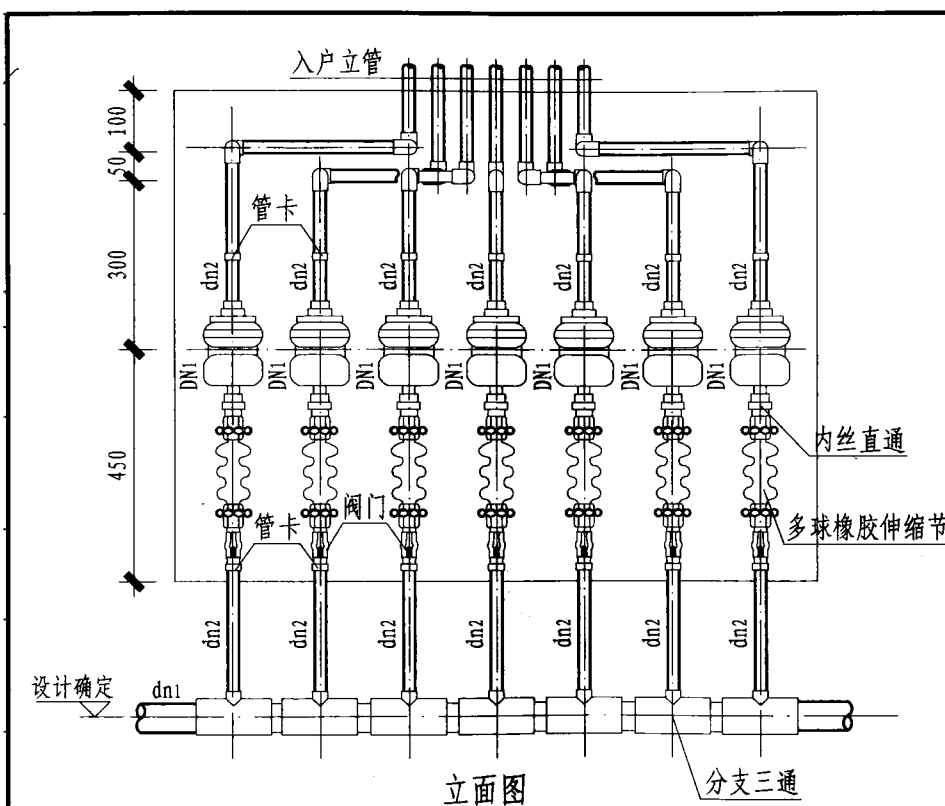 入户立管
100
50
管卡
300
dn2 dn2 dn2 dn2 dn2 dn2
DN1 DN1 DN1 DN1 DN1 DN1 DN1
内丝直通
450
阀门
管卡
多球橡胶伸缩节
dn2 dn2 dn2 dn2 dn2 dn2 dn2
设计确定
dn1
分支三通
立面图